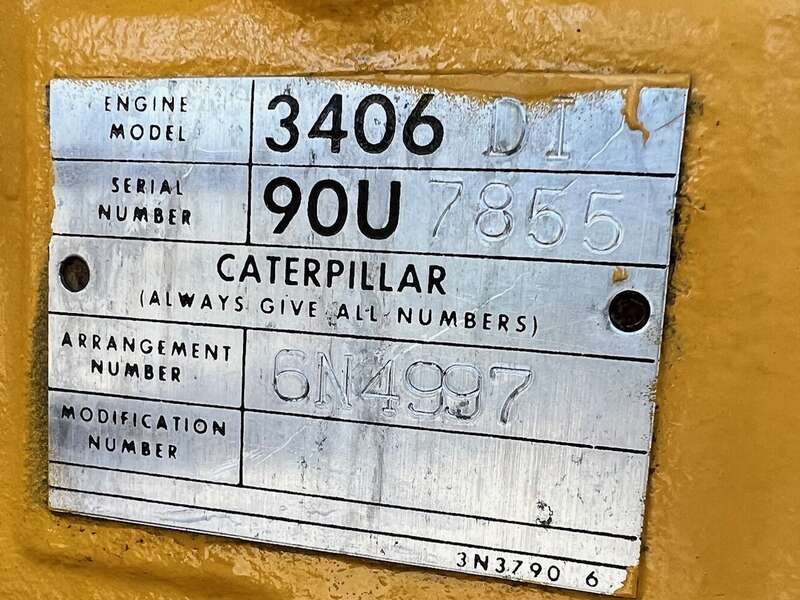 ENGINE MODEL 3406 DI
SERIAL NUMBER 90U 7855
CATERPILLAR
(ALWAYS GIVE ALL NUMBERS)
ARRANGEMENT NUMBER 6N4997
MODIFICATION NUMBER
3N3790 6